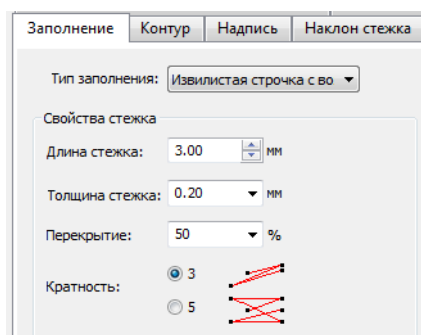 Заполнение Контур Надпись Наклон стежка
Тип заполнения: Извилистая строчка с во
Свойства стежка
Длина стежка: 3.00 мм
Толщина стежка: 0.20 мм
Перекрытие: 50 %
Кратность: 3
5